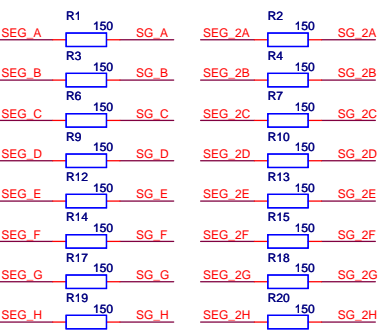 R1 R2
150 150
SEG_A SG_A SEG_2A SG_2A
R3 R4
150 150
SEG_B SG_B SEG_2B SG_2B
R6 R7
150 150
SEG_C SG_C SEG_2C SG_2C
R9 R10
150 150
SEG_D SG_D SEG_2D SG_2D
R12 R13
150 150
SEG_E SG_E SEG_2E SG_2E
R14 R15
150 150
SEG_F SG_F SEG_2F SG_2F
R17 R18
150 150
SEG_G SG_G SEG_2G SG_2G
R19 R20
150 150
SEG_H SG_H SEG_2H SG_2H